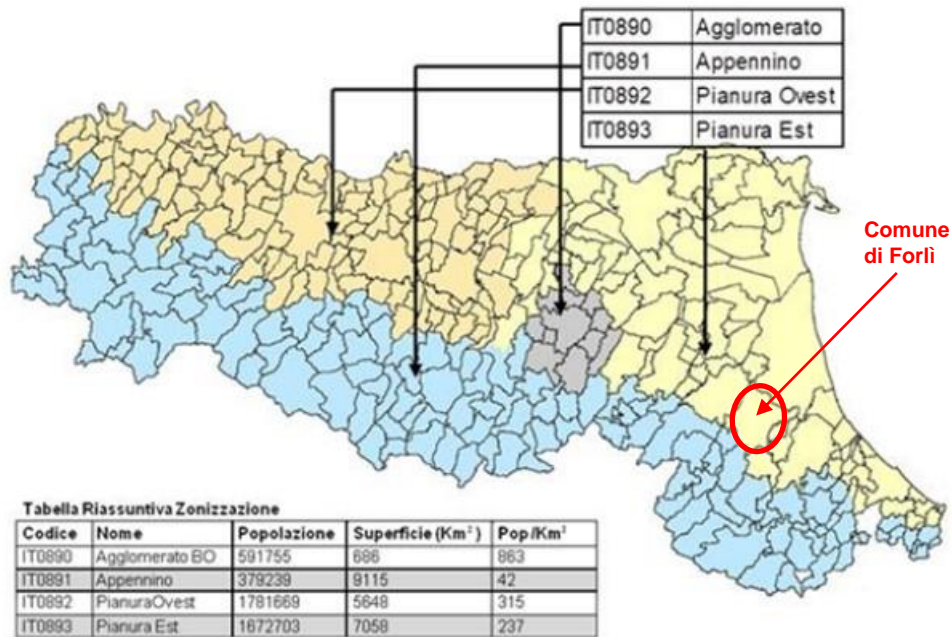 IT0890 Agglomerato
IT0891 Appennino
IT0892 Pianura Ovest
IT0893 Pianura Est
Comune
di Forlì
Tabella Riassuntiva Zonizzazione
Codice Nome Popolazione Superficie (Km²) Pop/Km²
IT0890 Agglomerato BO 591755 686 863
IT0891 Appennino 379239 9115 42
IT0892 PianuraOvest 1781669 5648 315
IT0893 Pianura Est 1672703 7058 237